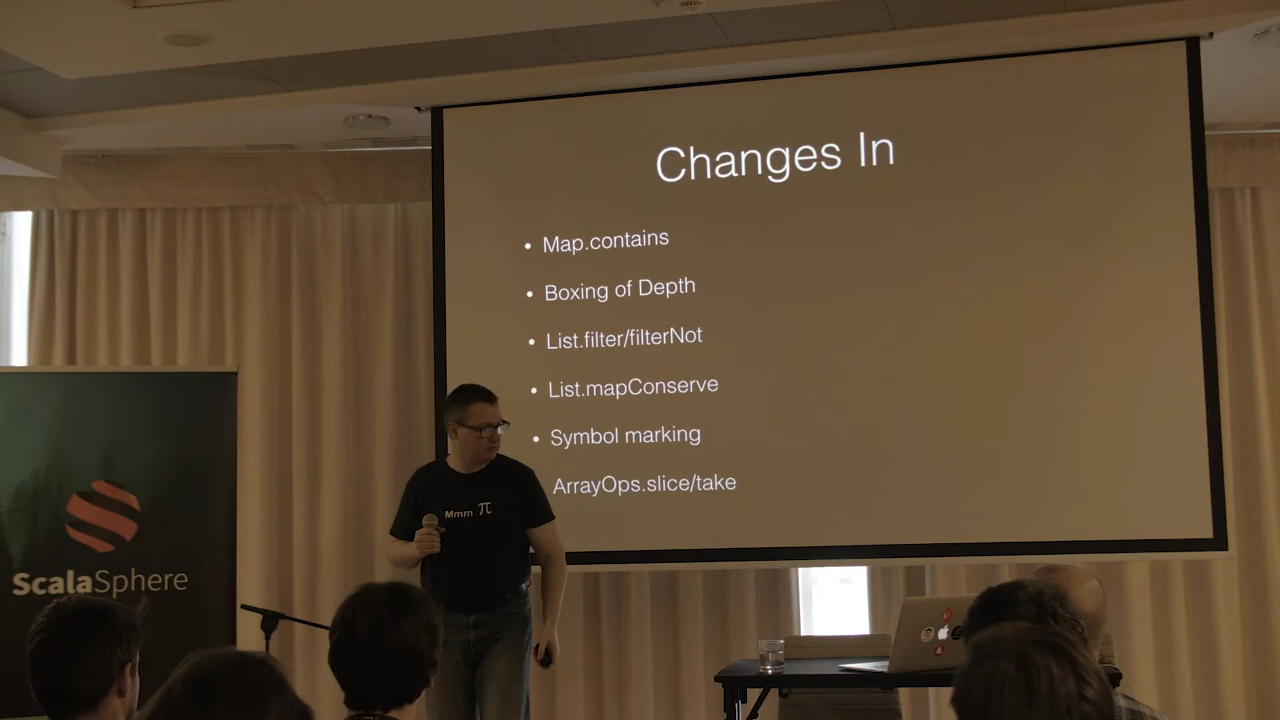 Changes In
• Map.contains
• Boxing of Depth
• List.filter/filterNot
• List.mapConserve
• Symbol marking
ArrayOps.slice/take
Mmm π
ScalaSphere